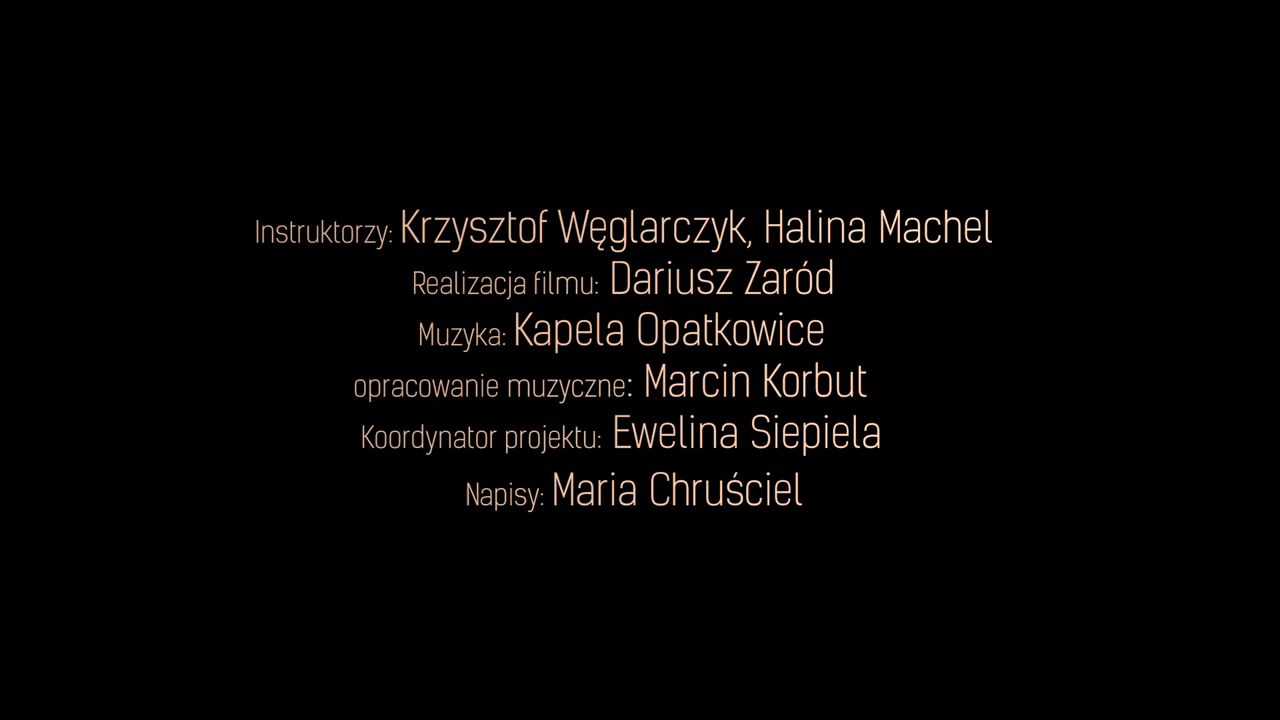 Instruktorzy: Krzysztof Węglarczyk, Halina Machel
Realizacja filmu: Dariusz Zaród
Muzyka: Kapela Opatkowice
opracowanie muzyczne: Marcin Korbut
Koordynator projektu: Ewelina Siepiela
Napisy: Maria Chruściel